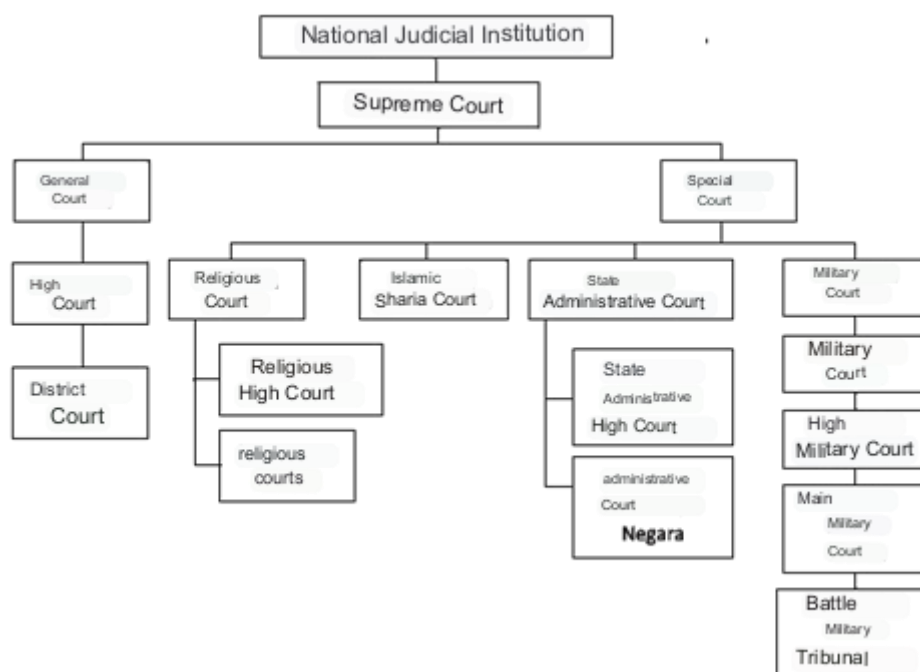 National Judicial Institution
Supreme Court
General
Court
Special
Court
High
Court
Religious
Court
Islamic
Sharia Court
State
Administrative Court
Military
Court
District
Court
Religious
High Court
religious
courts
State
Administrative
High Court
administrative
Court
Negara
Military
Court
High
Military Court
Main
Military
Court
Battle
Military
Tribunal